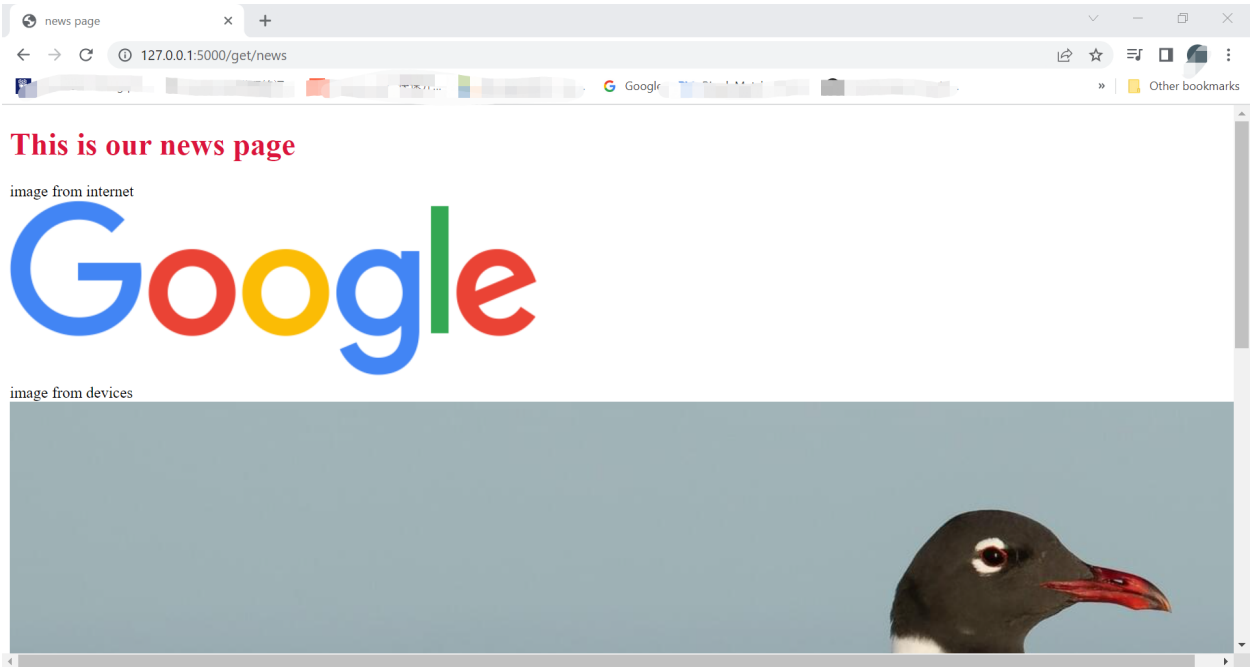 news page
127.0.0.1:5000/get/news
Google
Other bookmarks
This is our news page
image from internet
Google
image from devices